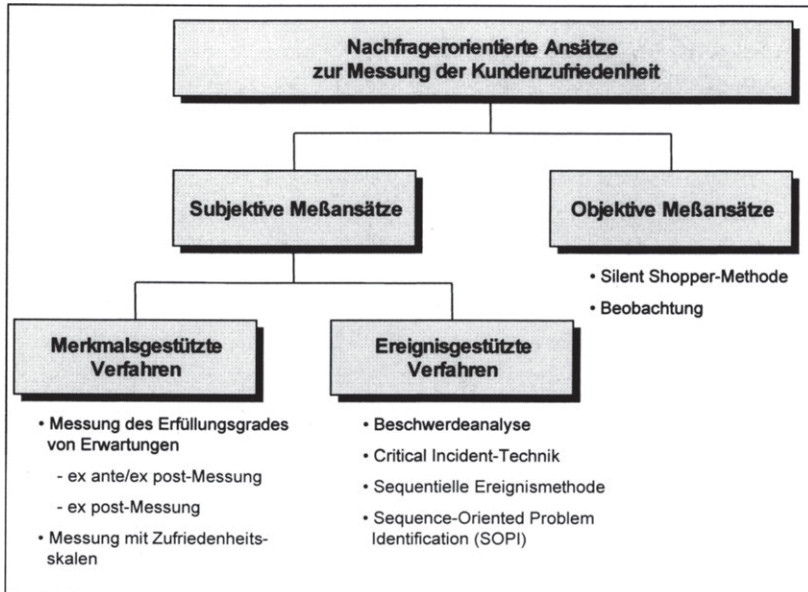 Nachfragerorientierte Ansätze
zur Messung der Kundenzufriedenheit
Subjektive Meßansätze
Objektive Meßansätze
• Silent Shopper-Methode
• Beobachtung
Merkmalsgestützte
Verfahren
Ereignisgestützte
Verfahren
• Messung des Erfüllungsgrades
von Erwartungen
- ex ante/ex post-Messung
- ex post-Messung
• Messung mit Zufriedenheits-
skalen
• Beschwerdeanalyse
• Critical Incident-Technik
• Sequentielle Ereignismethode
• Sequence-Oriented Problem
Identification (SOPI)